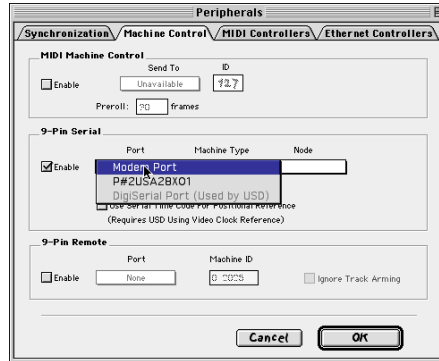 Peripherals
Synchronization Machine Control MIDI Controllers Ethernet Controllers
MIDI Machine Control
Send To ID
Enable Unavailable 127
Preroll: 20 frames
9-Pin Serial
Port Machine Type Node
Enable
Modem Port
P#2USA28X01
DigiSerial Port (Used by USD)
Use Serial Time Code For Positional Reference
(Requires USD Using Video Clock Reference)
9-Pin Remote
Port Machine ID
Enable None Ignore Track Arming
Cancel OK